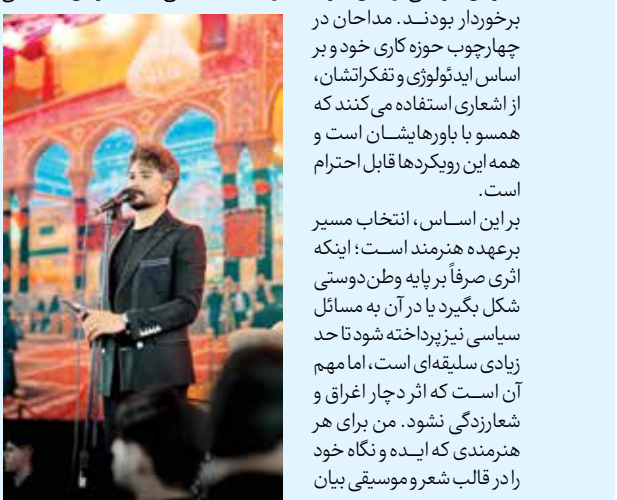 برخوردار بودنــد. مداحان در
چهارچوب حوزه کاری خود و بر
اساس ایدئولوژی و تفکراتشان،
از اشعاری استفاده می‌کنند که
همسو با باورهایشــان است و
همه این رویکردها قابل احترام
است.
بر این اســاس، انتخاب مسیر
برعهده هنرمند اســت؛ اینکه
اثری صرفاً بر پایه وطن‌دوستی
شکل بگیرد یا در آن به مسائل
سیاسی نیز پرداخته شود تا حد
زیادی سلیقه‌ای است، اما مهم
آن اســت که اثر دچار اغراق و
شعارزدگی نشود. من برای هر
هنرمندی که ایــده و نگاه خود
را در قالب شعر و موسیقی بیان